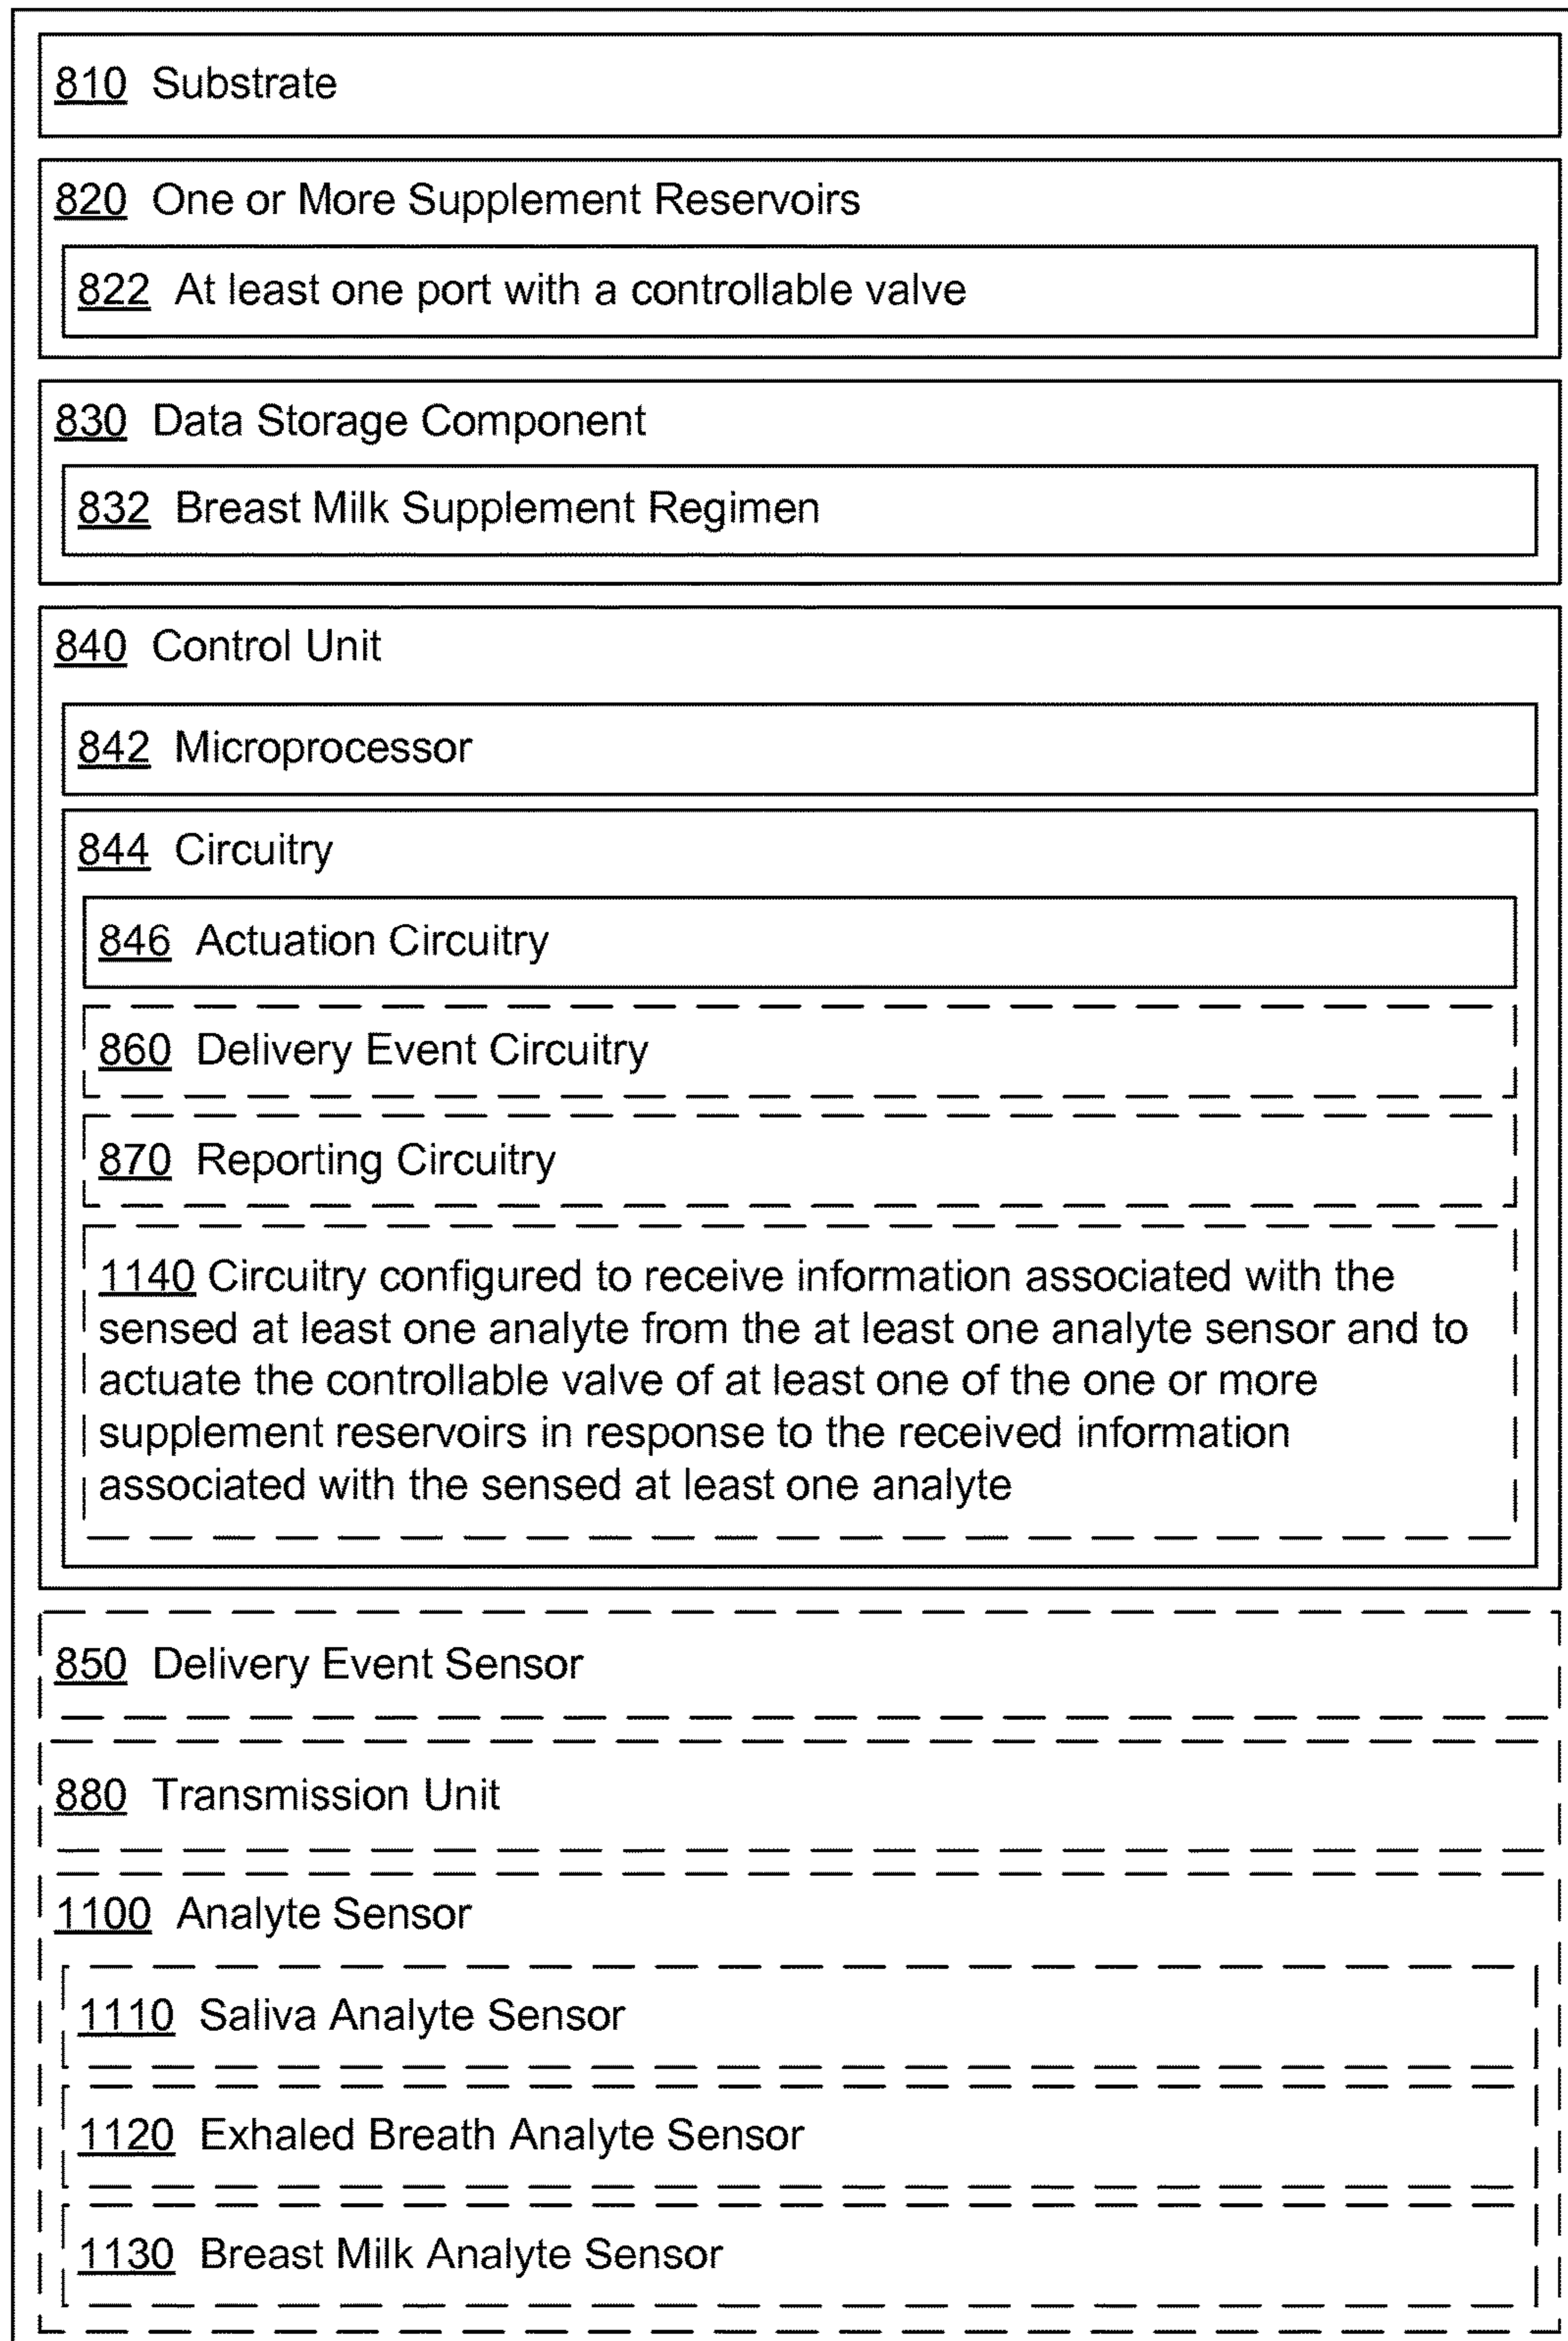 810 Substrate
820 One or More Supplement Reservoirs
822 At least one port with a controllable valve
830 Data Storage Component
832 Breast Milk Supplement Regimen
840 Control Unit
842 Microprocessor
844 Circuitry
846 Actuation Circuitry
860 Delivery Event Circuitry
870 Reporting Circuitry
1140 Circuitry configured to receive information associated with the
sensed at least one analyte from the at least one analyte sensor and to
actuate the controllable valve of at least one of the one or more
supplement reservoirs in response to the received information
associated with the sensed at least one analyte
850 Delivery Event Sensor
880 Transmission Unit
1100 Analyte Sensor
1110 Saliva Analyte Sensor
1120 Exhaled Breath Analyte Sensor
1130 Breast Milk Analyte Sensor